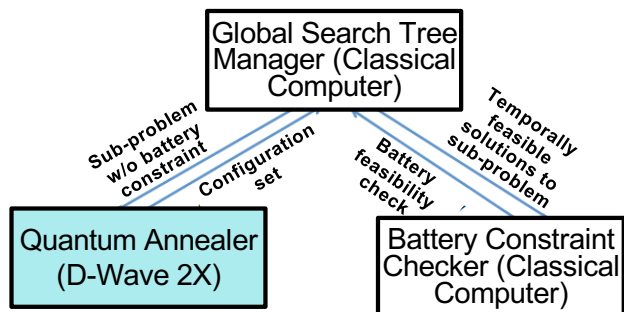 Global Search Tree
Manager (Classical
Computer)
Sub-problem
w/o battery
constraint
Configuration
set
Battery
feasibility
check
Temporally
feasible
solutions to
sub-problem
Quantum Annealer
(D-Wave 2X)
Battery Constraint
Checker (Classical
Computer)